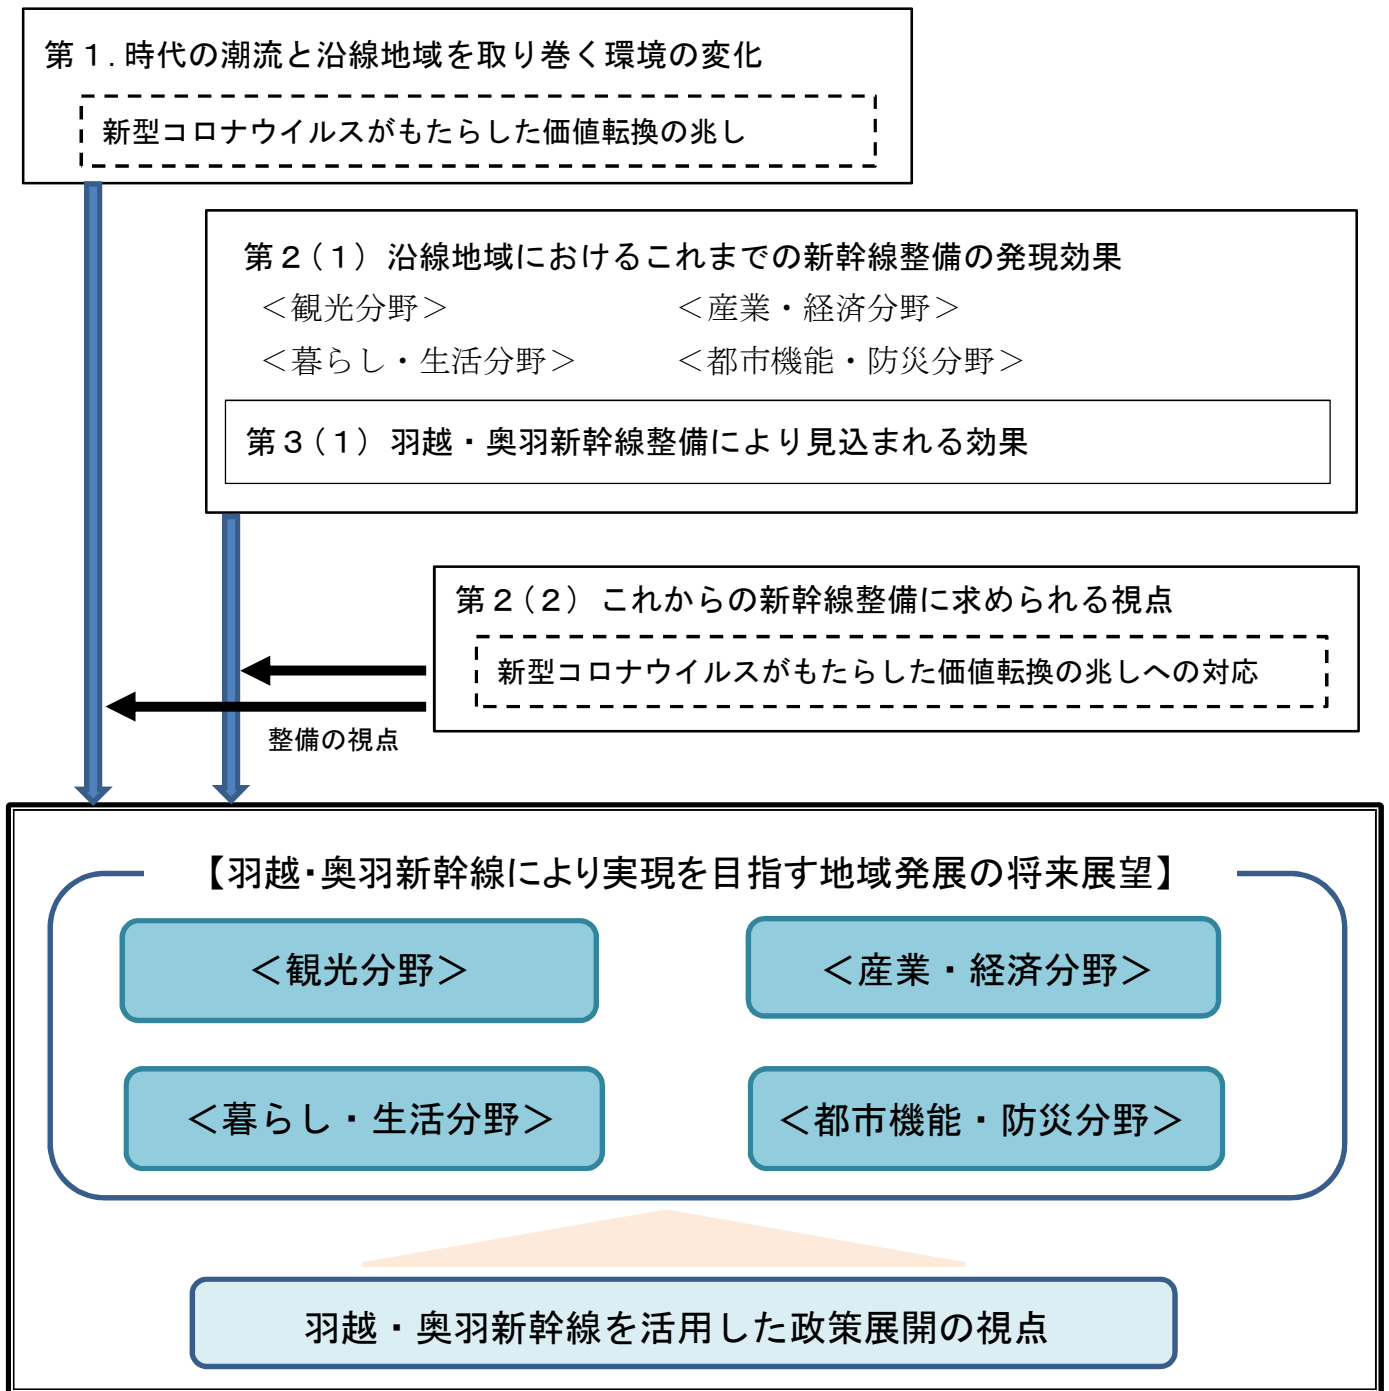 第１.時代の潮流と沿線地域を取り巻く環境の変化
新型コロナウイルスがもたらした価値転換の兆し
第２(１) 沿線地域におけるこれまでの新幹線整備の発現効果
＜観光分野＞ ＜産業・経済分野＞
＜暮らし・生活分野＞ ＜都市機能・防災分野＞
第３(１) 羽越・奥羽新幹線整備により見込まれる効果
第２(２) これからの新幹線整備に求められる視点
新型コロナウイルスがもたらした価値転換の兆しへの対応
整備の視点
【羽越・奥羽新幹線により実現を目指す地域発展の将来展望】
＜観光分野＞ ＜産業・経済分野＞
＜暮らし・生活分野＞ ＜都市機能・防災分野＞
羽越・奥羽新幹線を活用した政策展開の視点